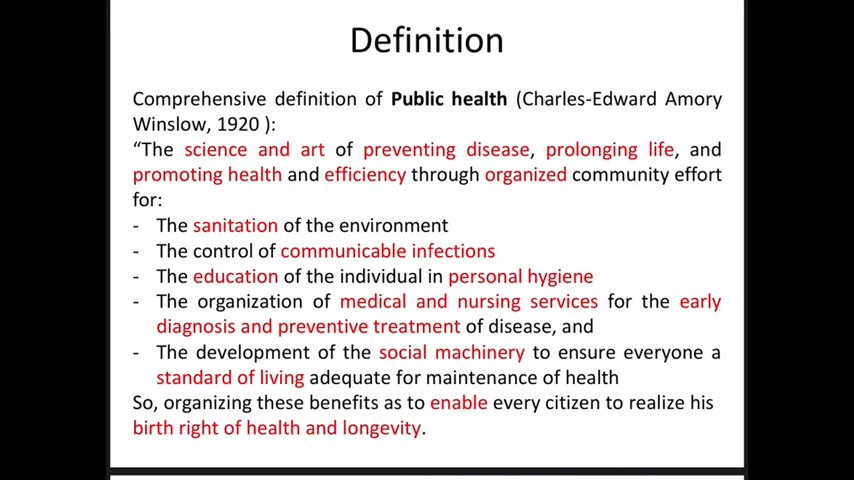 Definition
Comprehensive definition of Public health (Charles-Edward Amory
Winslow, 1920 ):
“The science and art of preventing disease, prolonging life, and
promoting health and efficiency through organized community effort
for:
- The sanitation of the environment
- The control of communicable infections
- The education of the individual in personal hygiene
- The organization of medical and nursing services for the early
diagnosis and preventive treatment of disease, and
- The development of the social machinery to ensure everyone a
standard of living adequate for maintenance of health
So, organizing these benefits as to enable every citizen to realize his
birth right of health and longevity.